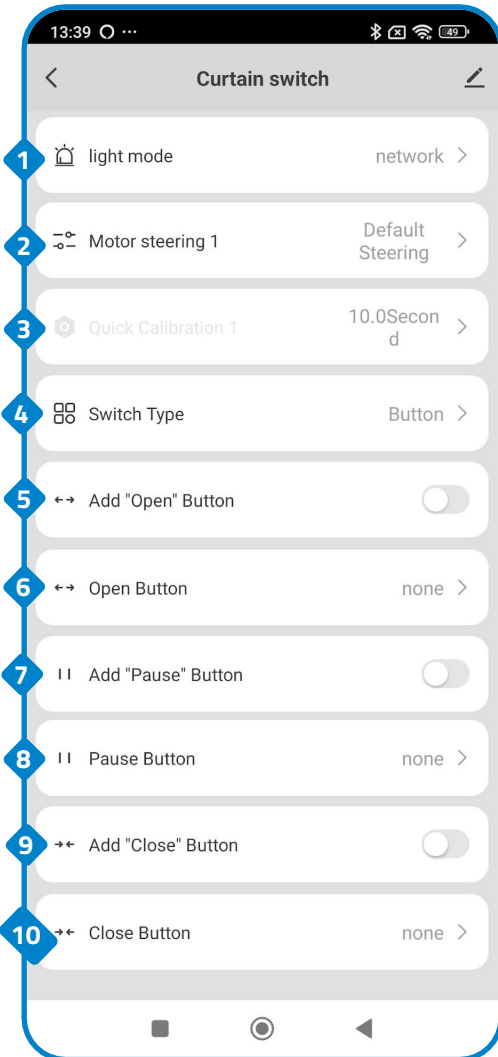 13:39
49
Curtain switch
1 light mode network
2 Motor steering 1 Default
Steering
3 Quick Calibration 1 10.0Secon
d
4 Switch Type Button
5 Add "Open" Button
6 Open Button none
7 Add "Pause" Button
8 Pause Button none
9 Add "Close" Button
10 Close Button none